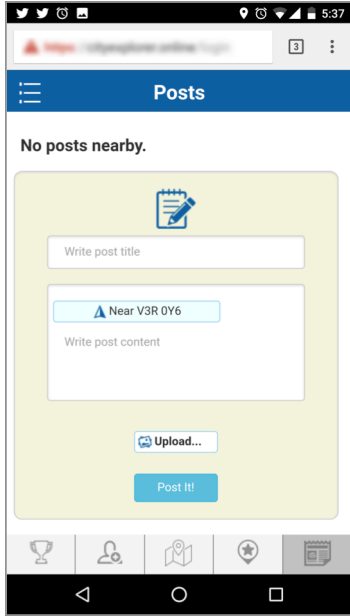 5:37
3
Posts
No posts nearby.
Write post title
Near V3R 0Y6
Write post content
Upload...
Post It!